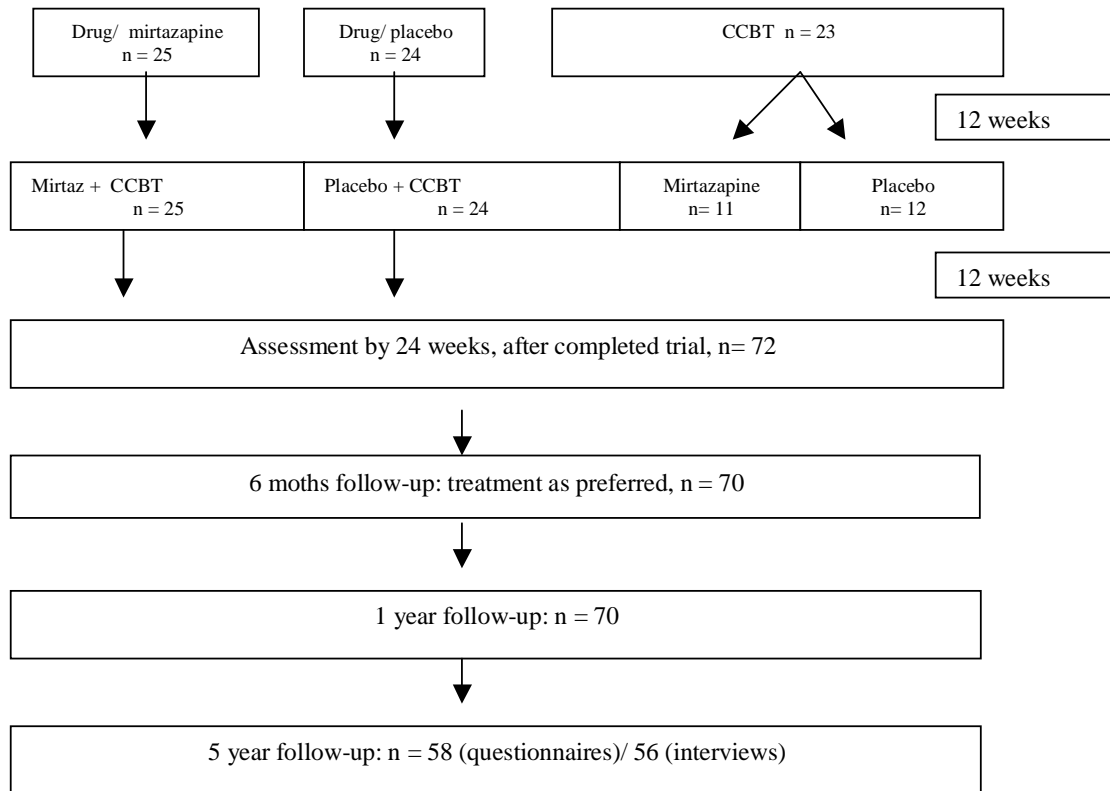 Drug/ mirtazapine
n = 25
Drug/ placebo
n = 24
CCBT n = 23
12 weeks
Mirtaz + CCBT
n = 25
Placebo + CCBT
n = 24
Mirtazapine
n= 11
Placebo
n= 12
12 weeks
Assessment by 24 weeks, after completed trial, n= 72
6 moths follow-up: treatment as preferred, n = 70
1 year follow-up: n = 70
5 year follow-up: n = 58 (questionnaires)/ 56 (interviews)